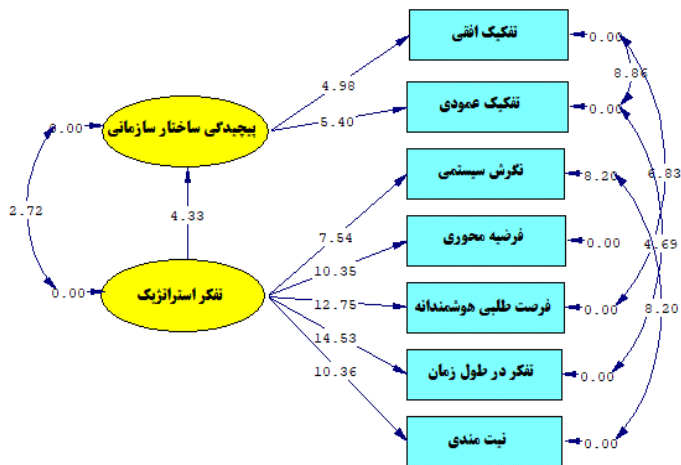 تفکیک افقی
0.00
4.98
8.86
تفکیک عمودی
0.00
پیچیدگی ساختار سازمانی
0.00
5.40
نگرش سیستمی
8.20
6.83
2.72
4.33
7.54
فرضیه محوری
0.00
4.69
10.35
تفکر استراتژیک
0.00
12.75
فرصت طلبی هوشمندانه
0.00
8.20
14.53
تفکر در طول زمان
0.00
10.36
نیت مندی
0.00